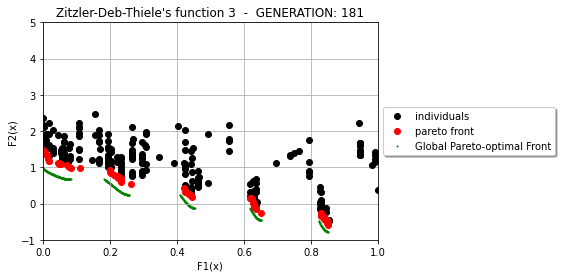 Zitzler-Deb-Thiele's function 3 - GENERATION: 181
5
4
3
2
1
0
−1
F2(x)
0.0 0.2 0.4 0.6 0.8 1.0
F1(x)
individuals
pareto front
Global Pareto-optimal Front